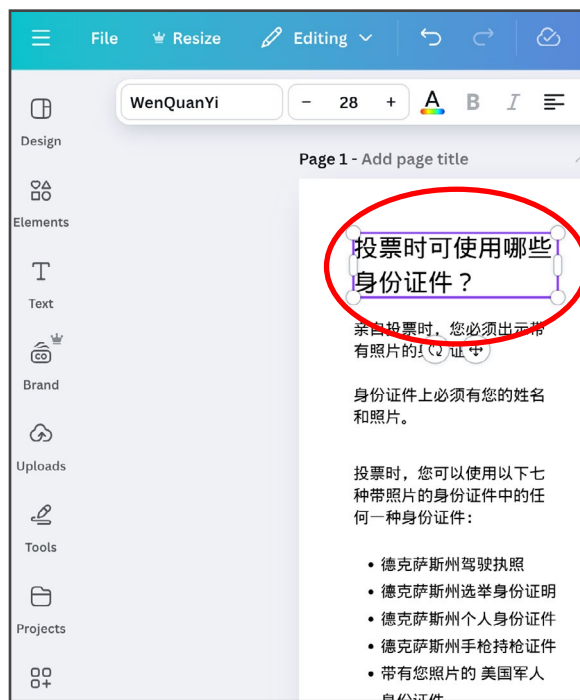 File Resize Editing
WenQuanYi - 28 + A B I
Design
Elements
Text
Brand
Uploads
Tools
Projects
Page 1 - Add page title
投票时可使用哪些
身份证件？
亲自投票时，您必须出示带
有照片的身 证
身份证件上必须有您的姓名
和照片。
投票时，您可以使用以下七
种带照片的身份证件中的任
何一种身份证件：
• 德克萨斯州驾驶执照
• 德克萨斯州选举身份证明
• 德克萨斯州个人身份证件
• 德克萨斯州手枪持枪证件
• 带有您照片的 美国军人
身份证件